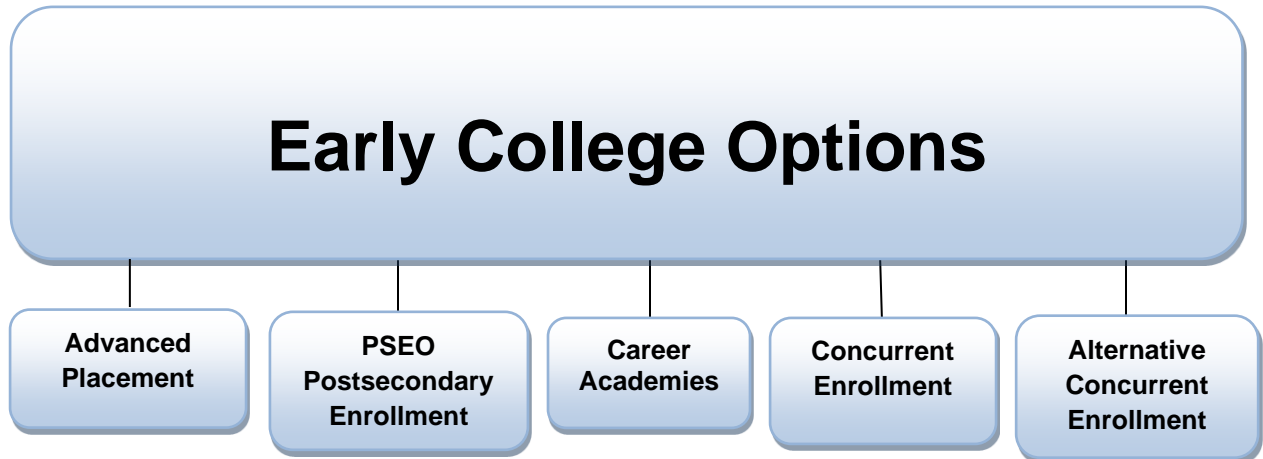 Early College Options
Advanced
Placement
PSEO
Postsecondary
Enrollment
Career
Academies
Concurrent
Enrollment
Alternative
Concurrent
Enrollment